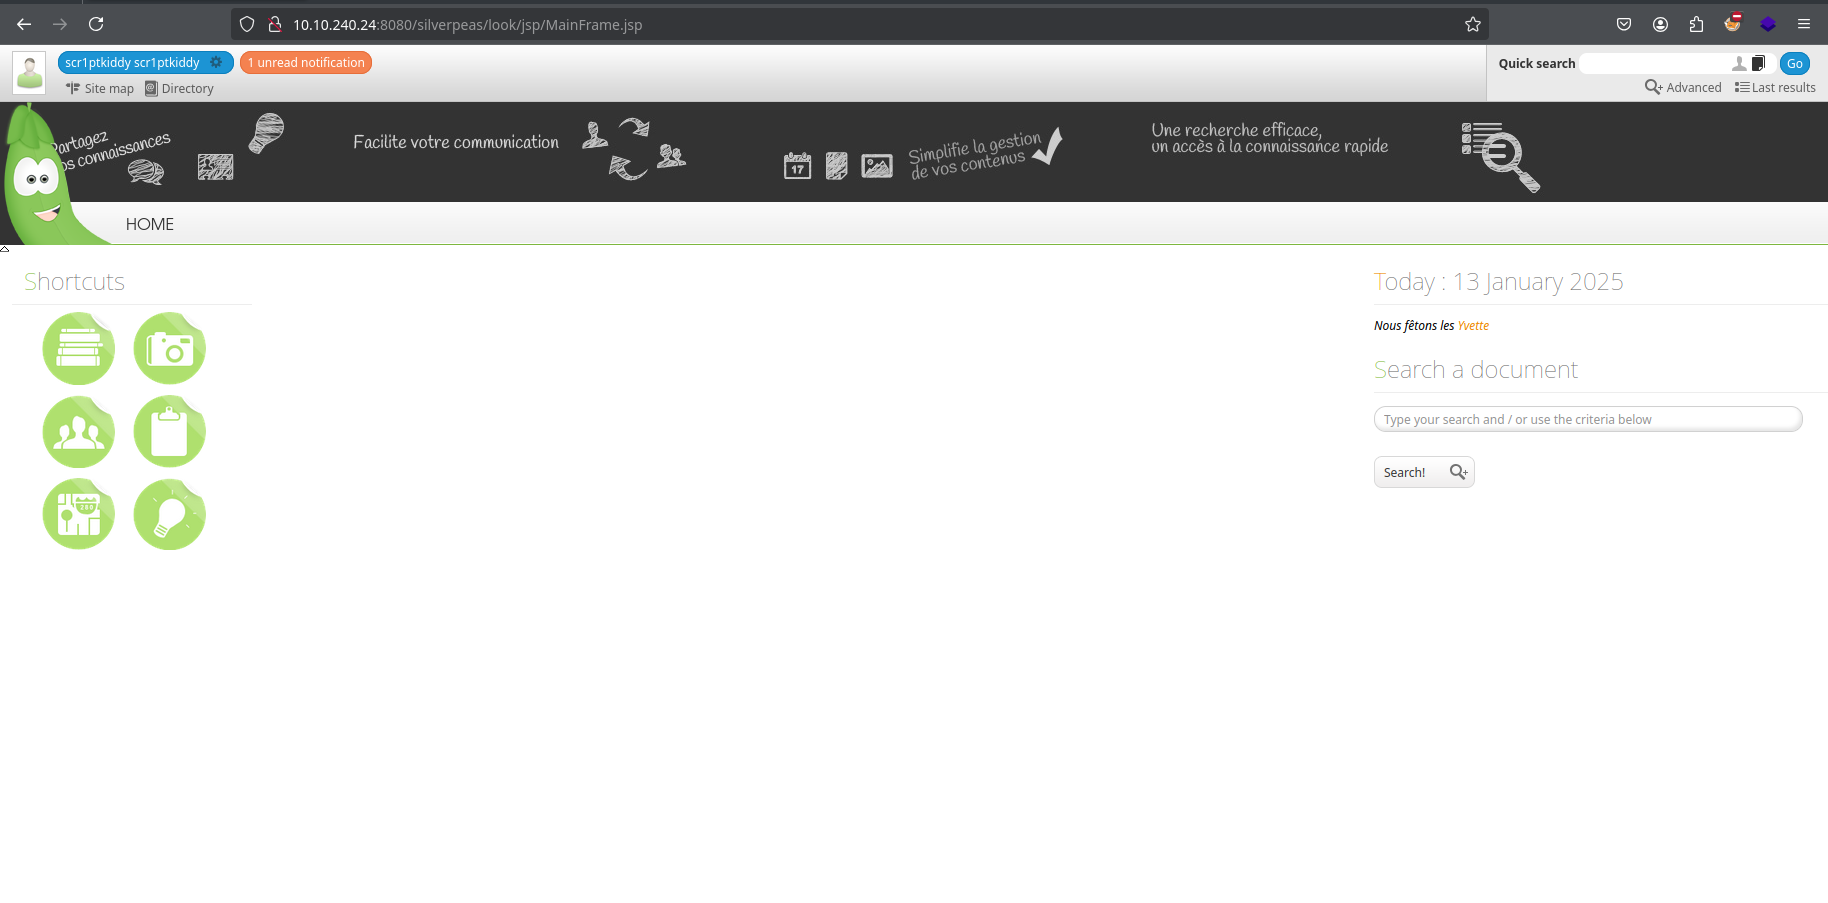 10.10.240.24:8080/silverpeas/look/jsp/MainFrame.jsp
scr1ptkiddy scr1ptkiddy
1 unread notification
Site map
Directory
Quick search
Go
Advanced
Last results
Partagez
vos connaissances
Facilite votre communication
17
Simplifie la gestion
de vos contenus
Une recherche efficace,
un accès à la connaissance rapide
HOME
Shortcuts
Today : 13 January 2025
Nous fêtons les Yvette
Search a document
Type your search and / or use the criteria below
Search!